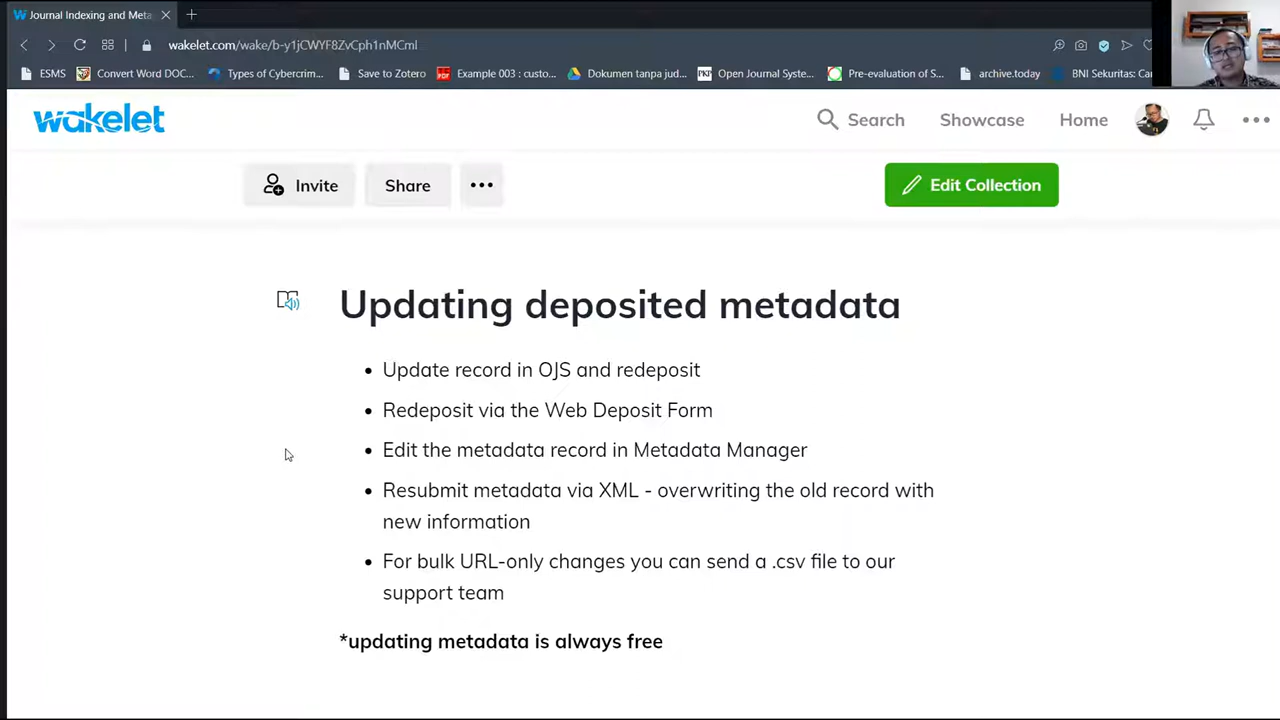 Journal Indexing and Meta
wakelet.com/wake/b-y1jCWYF8ZvCph1nMCml
ESMS
Convert Word DOC...
Types of Cybercrim...
Save to Zotero
Example 003 : custo...
Dokumen tanpa jud...
Open Journal Syste...
Pre-evaluation of S...
archive.today
BNI Sekuritas: Car
wakelet
Search
Showcase
Home
Invite
Share
Edit Collection
Updating deposited metadata
• Update record in OJS and redeposit
• Redeposit via the Web Deposit Form
• Edit the metadata record in Metadata Manager
• Resubmit metadata via XML - overwriting the old record with
new information
• For bulk URL-only changes you can send a .csv file to our
support team
*updating metadata is always free